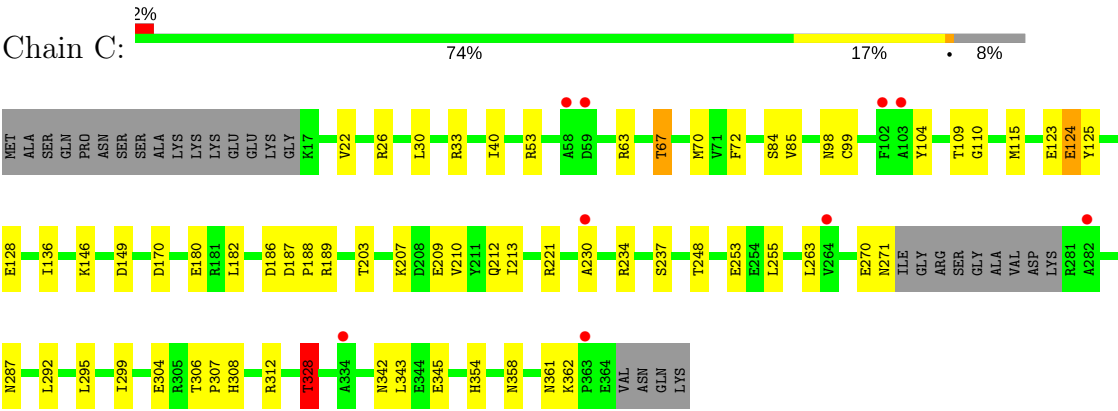 2%
Chain C:
74% 17% • 8%
MET ALA SER GLN PRO ASN SER SER ALA LYS LYS LYS GLU GLU LYS GLY K17 V22 R26 L30 R33 I40 R53 A58 D59 R63 T67 M70 V71 F72 S84 V85 N98 C99 F102 A103 Y104 T109 G110 M115 E123 E124 Y125
E128 I136 K146 D149 D170 E180 R181 L182 D186 D187 P188 R189 T203 K207 D208 E209 V210 Y211 Q212 I213 R221 A230 R234 S237 T248 E253 E254 L255 L263 V264 E270 N271 ILE GLY ARG SER GLY ALA VAL ASP LYS R281 A282
N287 L292 L295 I299 E304 R305 T306 P307 H308 R312 T328 A334 N342 L343 E344 E345 H354 N358 N361 K362 P363 E364 VAL ASN GLN LYS